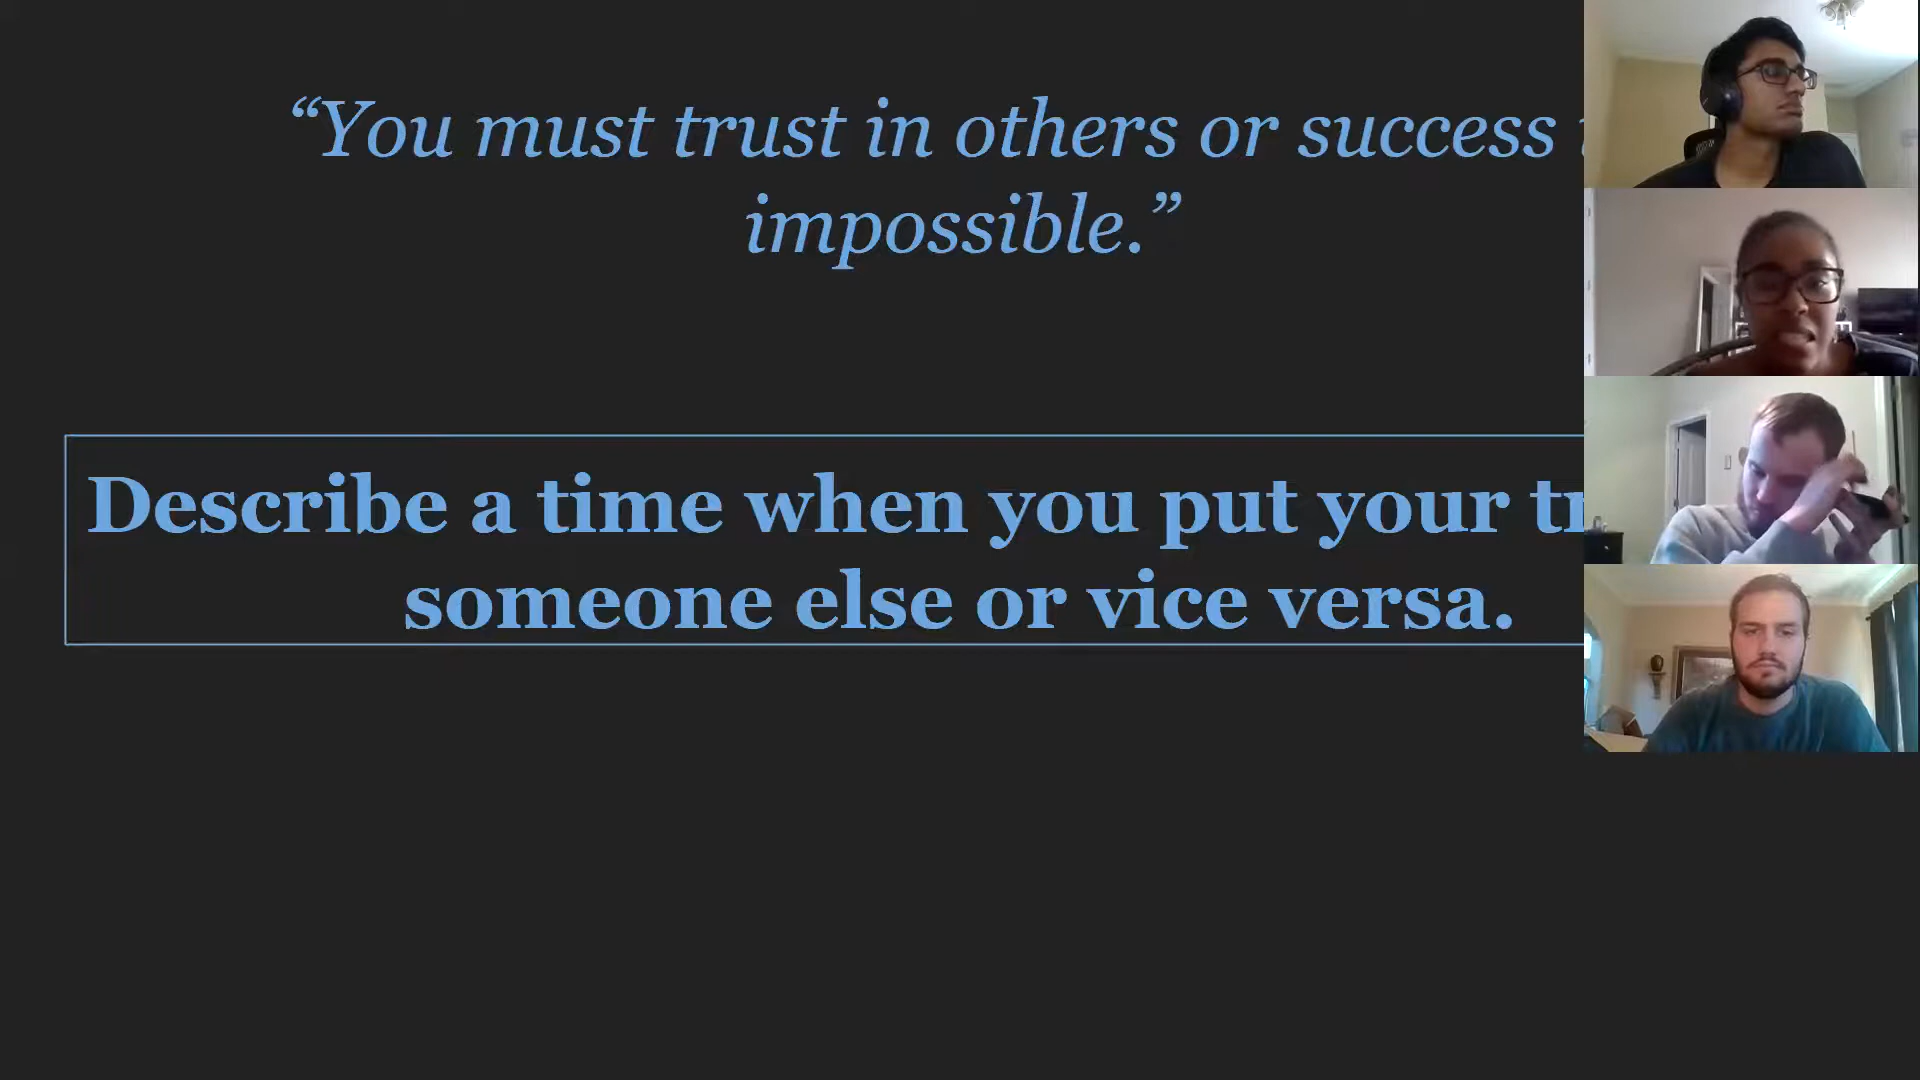 “You must trust in others or success
impossible.”
Describe a time when you put your
someone else or vice versa.